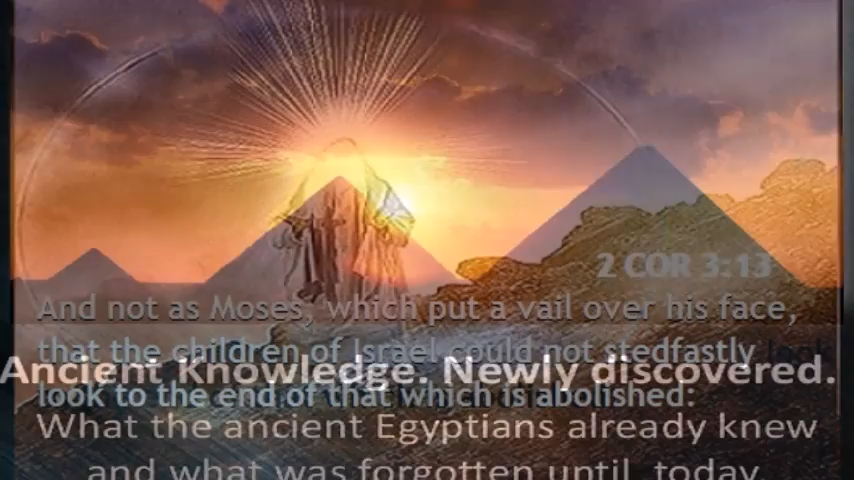 2 COR 3:13
And not as Moses, which put a vail over his face,
that the children of Israel could not stedfastly look
Ancient Knowledge. Newly discovered.
look to the end of that which is abolished:
What the ancient Egyptians already knew
and what was forgotten until today.